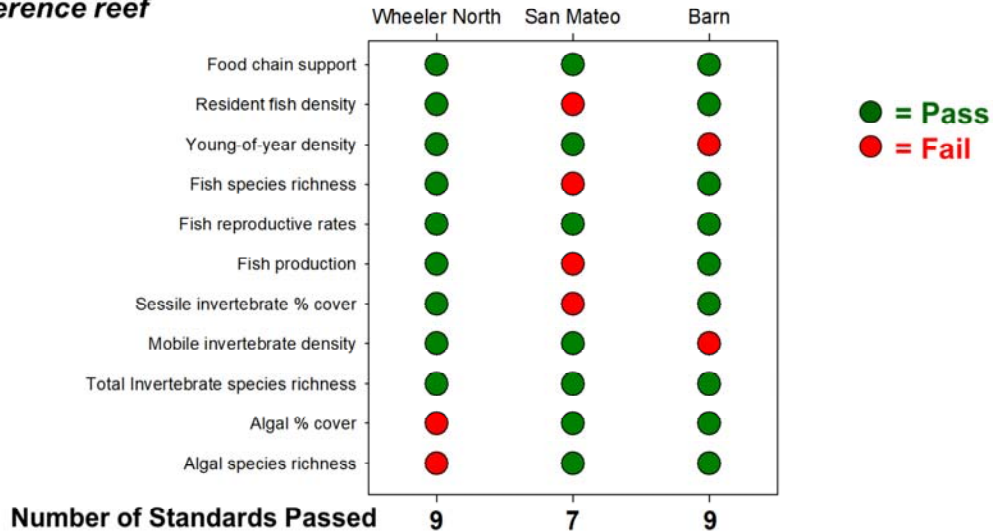 erence reef
Wheeler North San Mateo Barn
Food chain support
Resident fish density
Young-of-year density
Fish species richness
Fish reproductive rates
Fish production
Sessile invertebrate % cover
Mobile invertebrate density
Total Invertebrate species richness
Algal % cover
Algal species richness
= Pass
= Fail
Number of Standards Passed 9 7 9